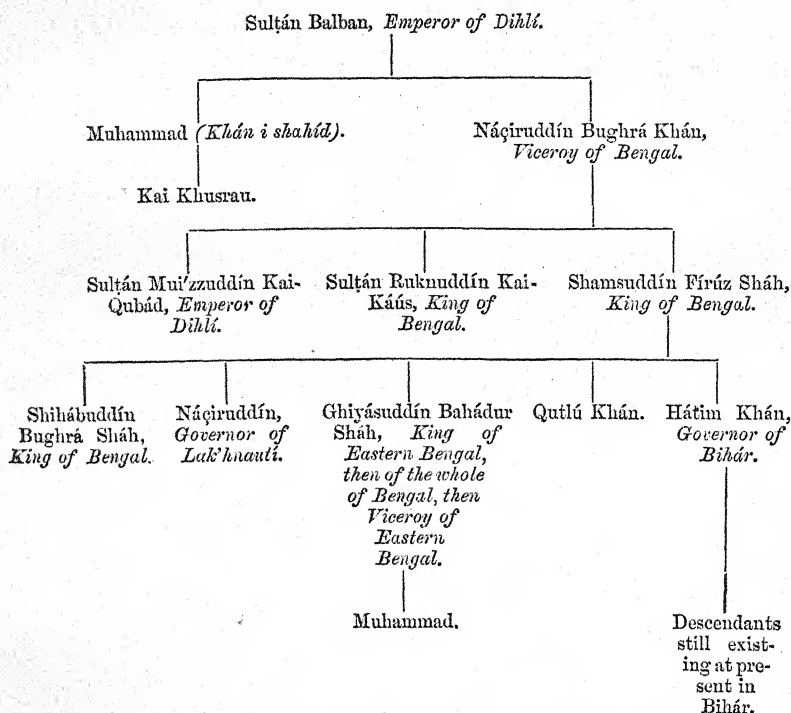 Sulṭán Balban, Emperor of Dihlí.
Muhammad (Khán i shahíd).
Náçiruddín Bughrá Khán,
Viceroy of Bengal.
Kai Khusrau.
Sulṭán Mui'zzuddín Kai-
Qubád, Emperor of
Dihlí.
Sulṭán Ruknuddín Kai-
Káús, King of
Bengal.
Shamsuddín Fírúz Sháh,
King of Bengal.
Shihábuddín
Bughrá Sháh,
King of Bengal.
Náçiruddín,
Governor of
Lak'hnautí.
Ghiyásuddín Bahádur
Sháh, King of
Eastern Bengal,
then of the whole
of Bengal, then
Viceroy of
Eastern
Bengal.
Qutlú Khán.
Hátim Khán,
Governor of
Bihár.
Muhammad.
Descendants
still exist-
ing at pre-
sent in
Bihár.